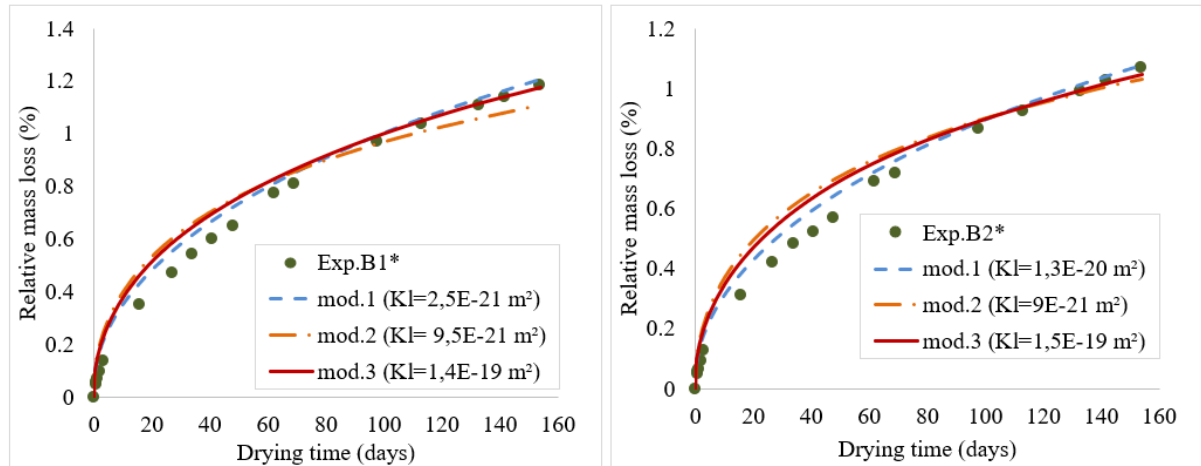 1.4
1.2
1
0.8
0.6
0.4
0.2
0
Relative mass loss (%)
Exp.B1*
mod.1 (Kl=2,5E-21 m²)
mod.2 (Kl= 9,5E-21 m²)
mod.3 (Kl=1,4E-19 m²)
0 20 40 60 80 100 120 140 160
Drying time (days)
1.2
1
0.8
0.6
0.4
0.2
0
Relative mass loss (%)
Exp.B2*
mod.1 (Kl=1,3E-20 m²)
mod.2 (Kl=9E-21 m²)
mod.3 (Kl=1,5E-19 m²)
0 20 40 60 80 100 120 140 160
Drying time (days)